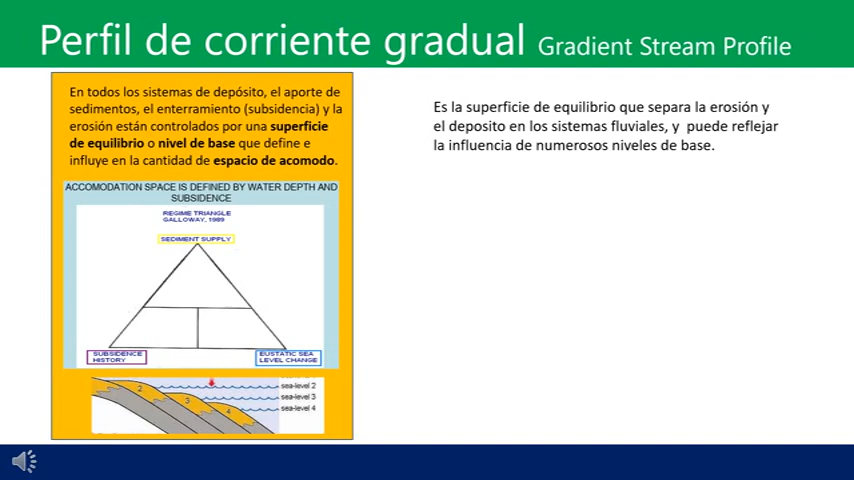 Perfil de corriente gradual Gradient Stream Profile
En todos los sistemas de depósito, el aporte de
sedimentos, el enterramiento (subsidencia) y la
erosión están controlados por una superficie
de equilibrio o nivel de base que define e
influye en la cantidad de espacio de acomodo.
ACCOMODATION SPACE IS DEFINED BY WATER DEPTH AND
SUBSIDENCE
REGIME TRIANGLE
GALLOWAY, 1989
SEDIMENT SUPPLY
SUBSIDENCE
HISTORY
EUSTATIC SEA
LEVEL CHANGE
2
3
4
sea-level 2
sea-level 3
sea-level 4
Es la superficie de equilibrio que separa la erosión y
el deposito en los sistemas fluviales, y puede reflejar
la influencia de numerosos niveles de base.